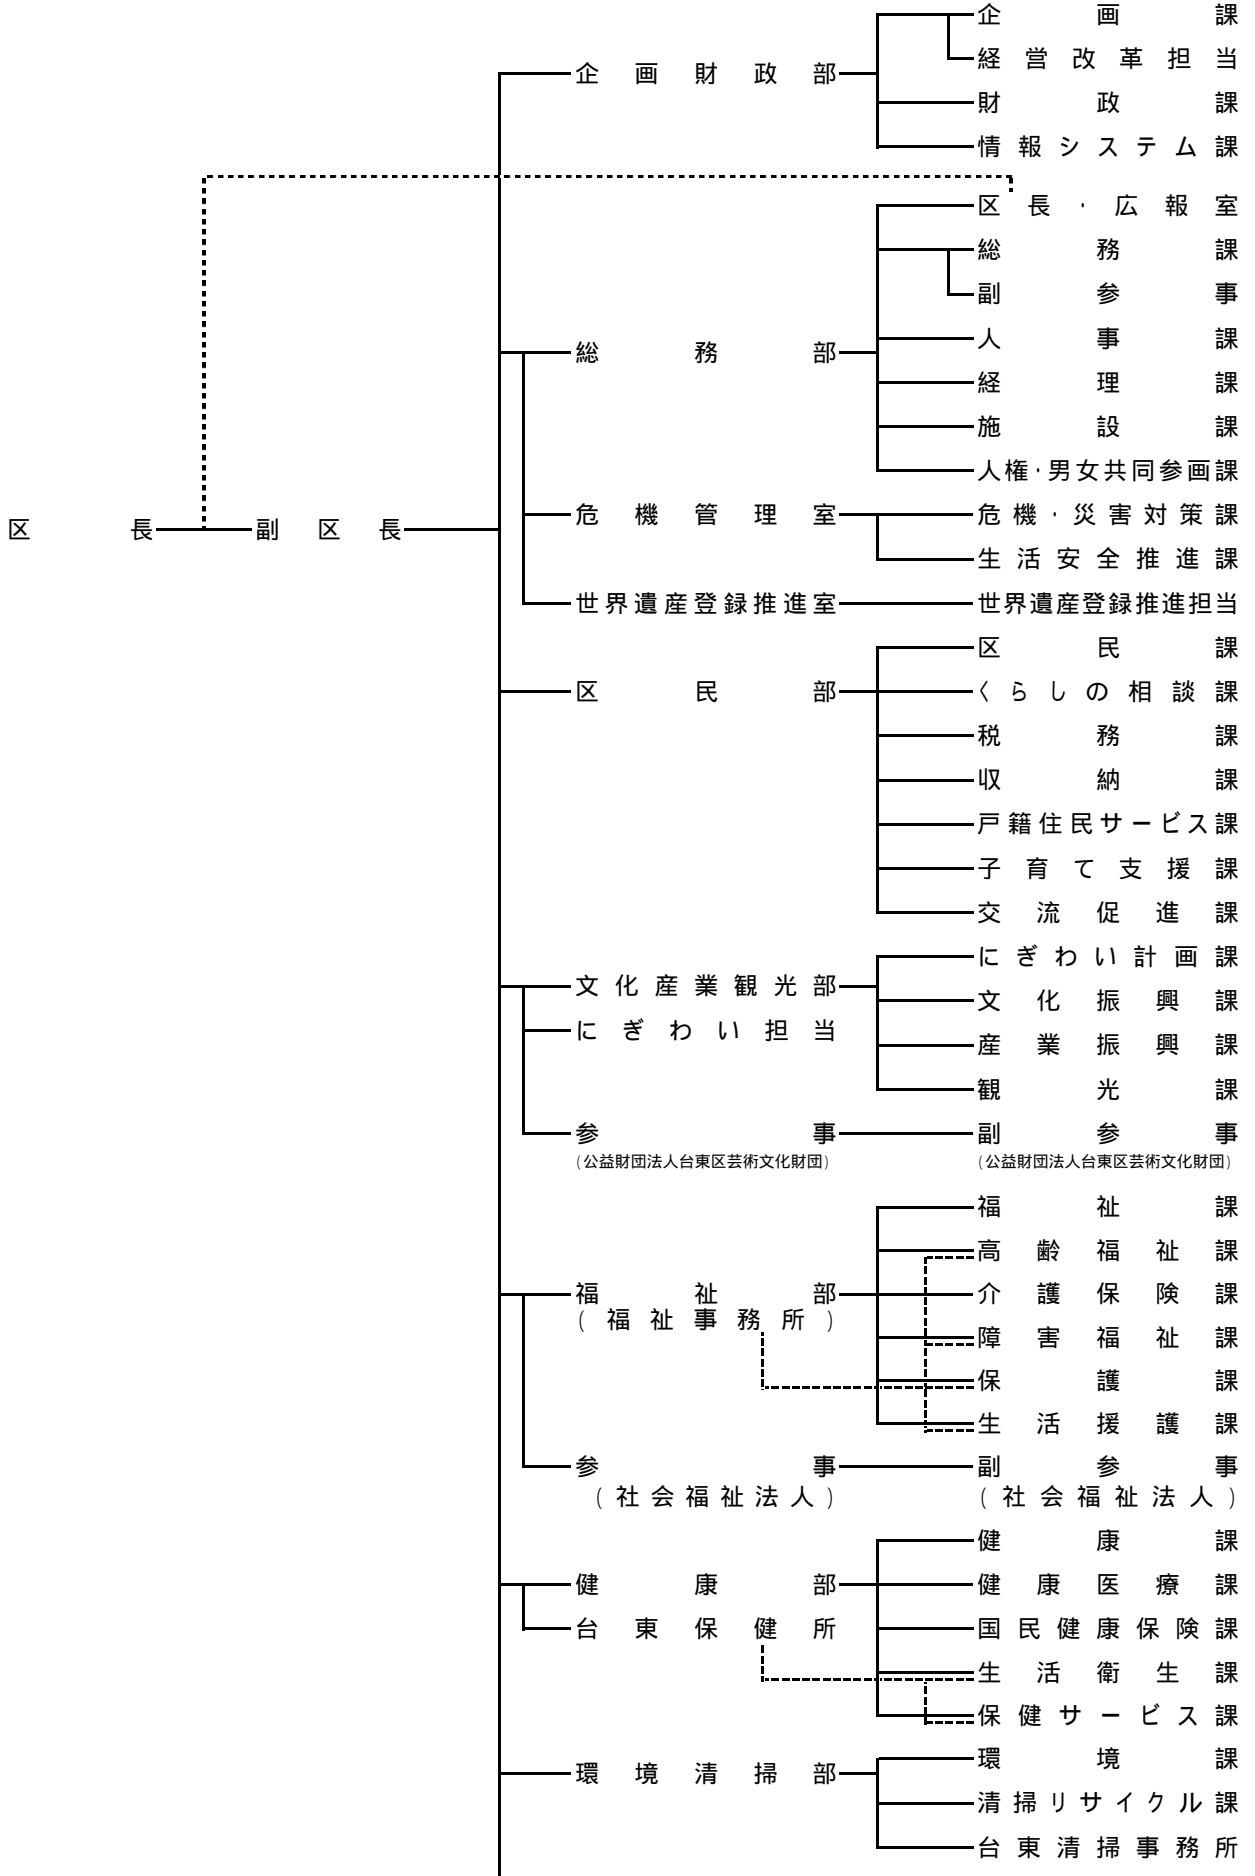 企画課
経営改革担当
企画財政部
財政課
情報システム課
区長・広報室
総務課
副参事
人事課
総務部
経理課
施設課
人権・男女共同参画課
区長 副区長 危機管理室 危機・災害対策課
生活安全推進課
世界遺産登録推進室 世界遺産登録推進担当
区民課
区民部 くらしの相談課
税務課
収納課
戸籍住民サービス課
子育て支援課
交流促進課
にぎわい計画課
文化産業観光部
文化振興課
にぎわい担当
産業振興課
観光課
参事 副参事
(公益財団法人台東区芸術文化財団) (公益財団法人台東区芸術文化財団)
福祉課
高齢福祉課
福祉部 介護保険課
(福祉事務所)
障害福祉課
保護課
生活援護課
参事 副参事
(社会福祉法人) (社会福祉法人)
健康課
健康部 健康医療課
台東保健所 国民健康保険課
生活衛生課
保健サービス課
環境課
環境清掃部
清掃リサイクル課
台東清掃事務所